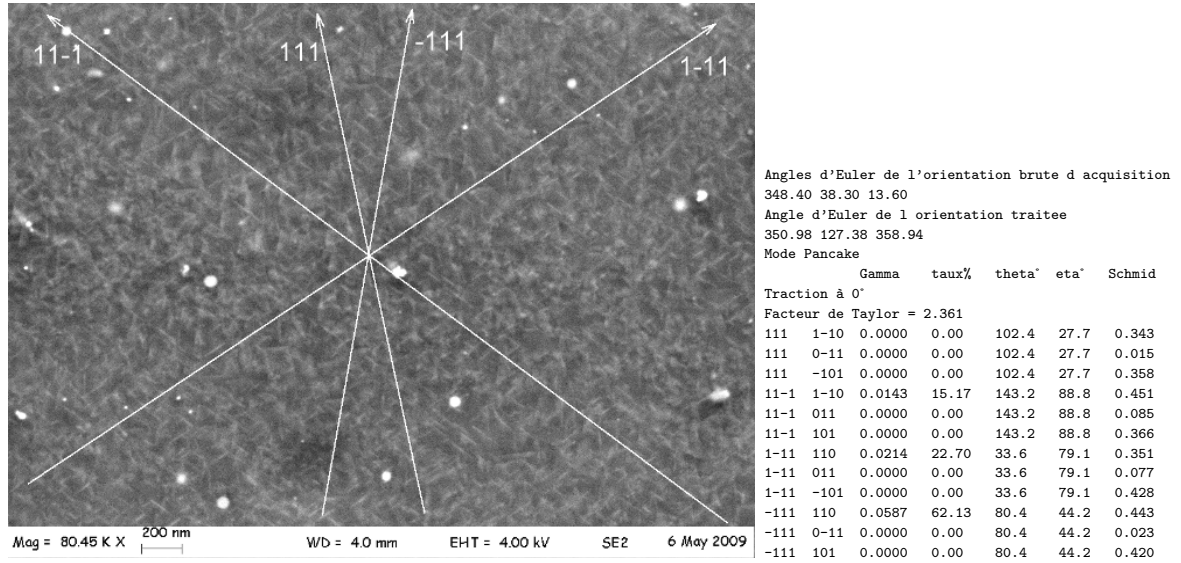 11-1
111
-111
1-11
Mag = 80.45 K X
200 nm
WD = 4.0 mm
EHT = 4.00 kV
SE2
6 May 2009
Angles d'Euler de l'orientation brute d acquisition
348.40 38.30 13.60
Angle d'Euler de l orientation traitee
350.98 127.38 358.94
Mode Pancake
Gamma taux% theta° eta° Schmid
Traction à 0°
Facteur de Taylor = 2.361
111 1-10 0.0000 0.00 102.4 27.7 0.343
111 0-11 0.0000 0.00 102.4 27.7 0.015
111 -101 0.0000 0.00 102.4 27.7 0.358
11-1 1-10 0.0143 15.17 143.2 88.8 0.451
11-1 011 0.0000 0.00 143.2 88.8 0.085
11-1 101 0.0000 0.00 143.2 88.8 0.366
1-11 110 0.0214 22.70 33.6 79.1 0.351
1-11 011 0.0000 0.00 33.6 79.1 0.077
1-11 -101 0.0000 0.00 33.6 79.1 0.428
-111 110 0.0587 62.13 80.4 44.2 0.443
-111 0-11 0.0000 0.00 80.4 44.2 0.023
-111 101 0.0000 0.00 80.4 44.2 0.420